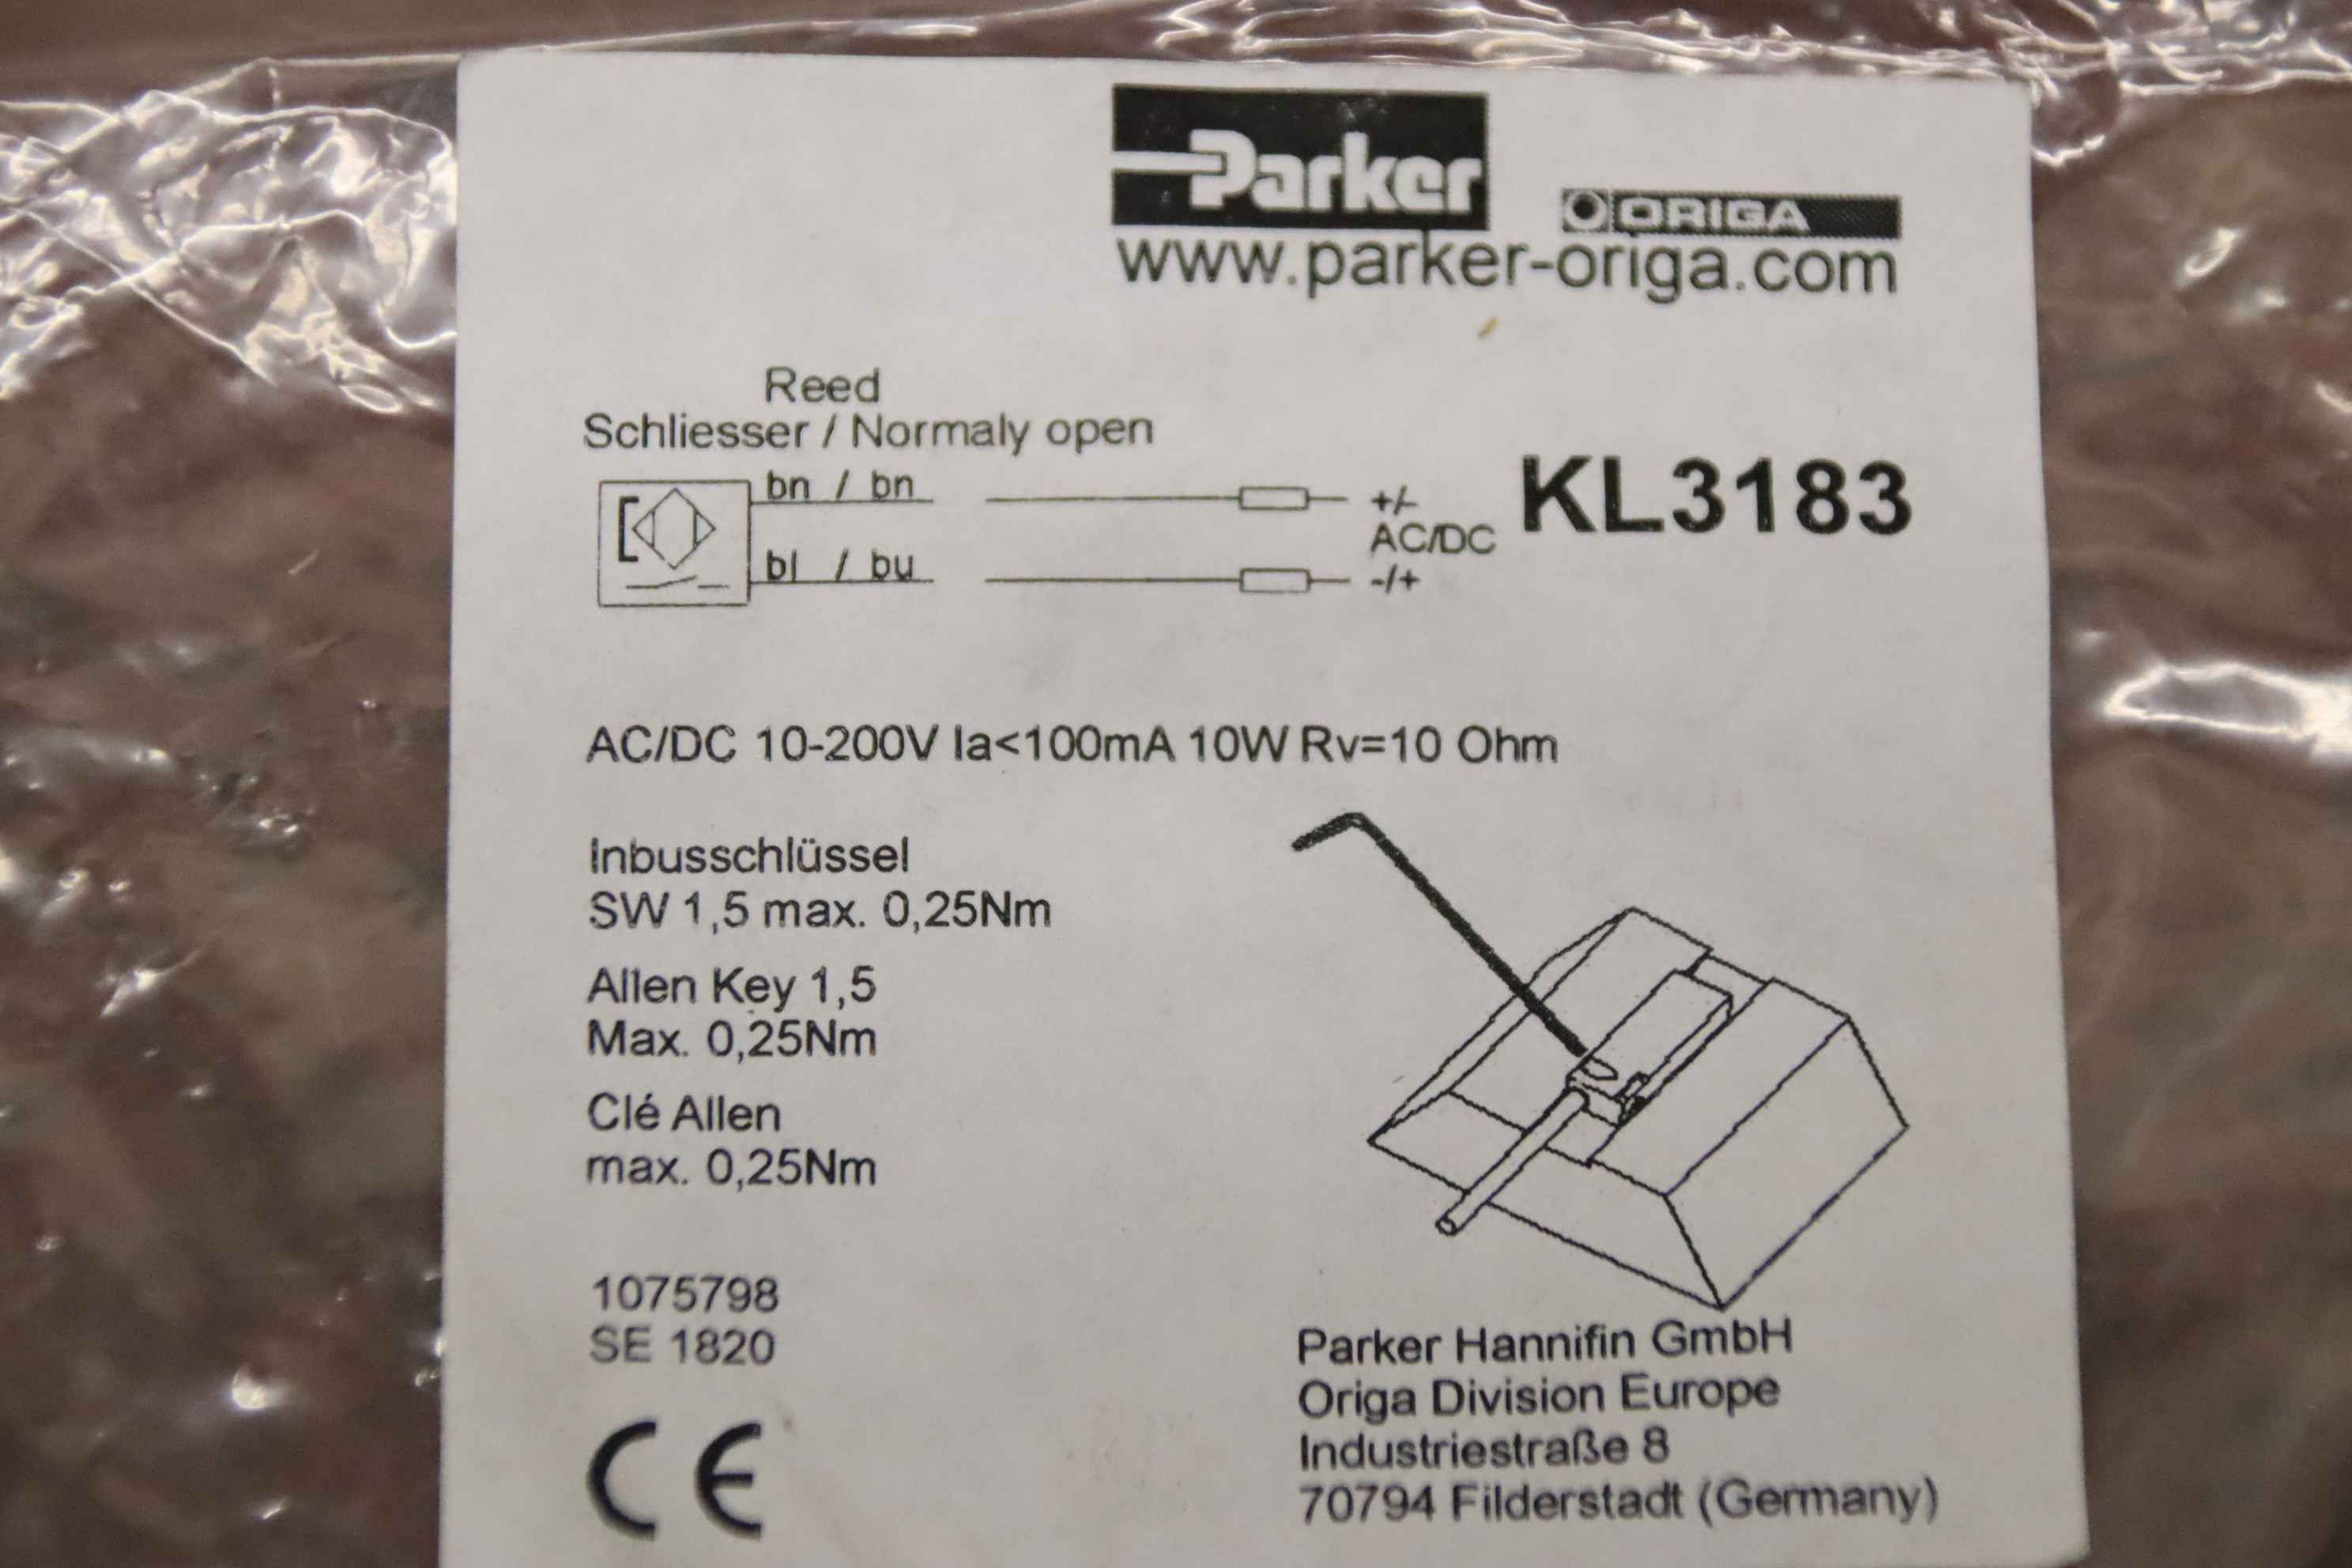 Parker
ORIGA
www.parker-origa.com
Reed
Schliesser / Normaly open
bn / bn
+/-
AC/DC
KL3183
bl / bu
-/+
AC/DC 10-200V Ia<100mA 10W Rv=10 Ohm
Inbusschlüssel
SW 1,5 max. 0,25Nm
Allen Key 1,5
Max. 0,25Nm
Clé Allen
max. 0,25Nm
1075798
SE 1820
CE
Parker Hannifin GmbH
Origa Division Europe
Industriestraße 8
70794 Filderstadt (Germany)